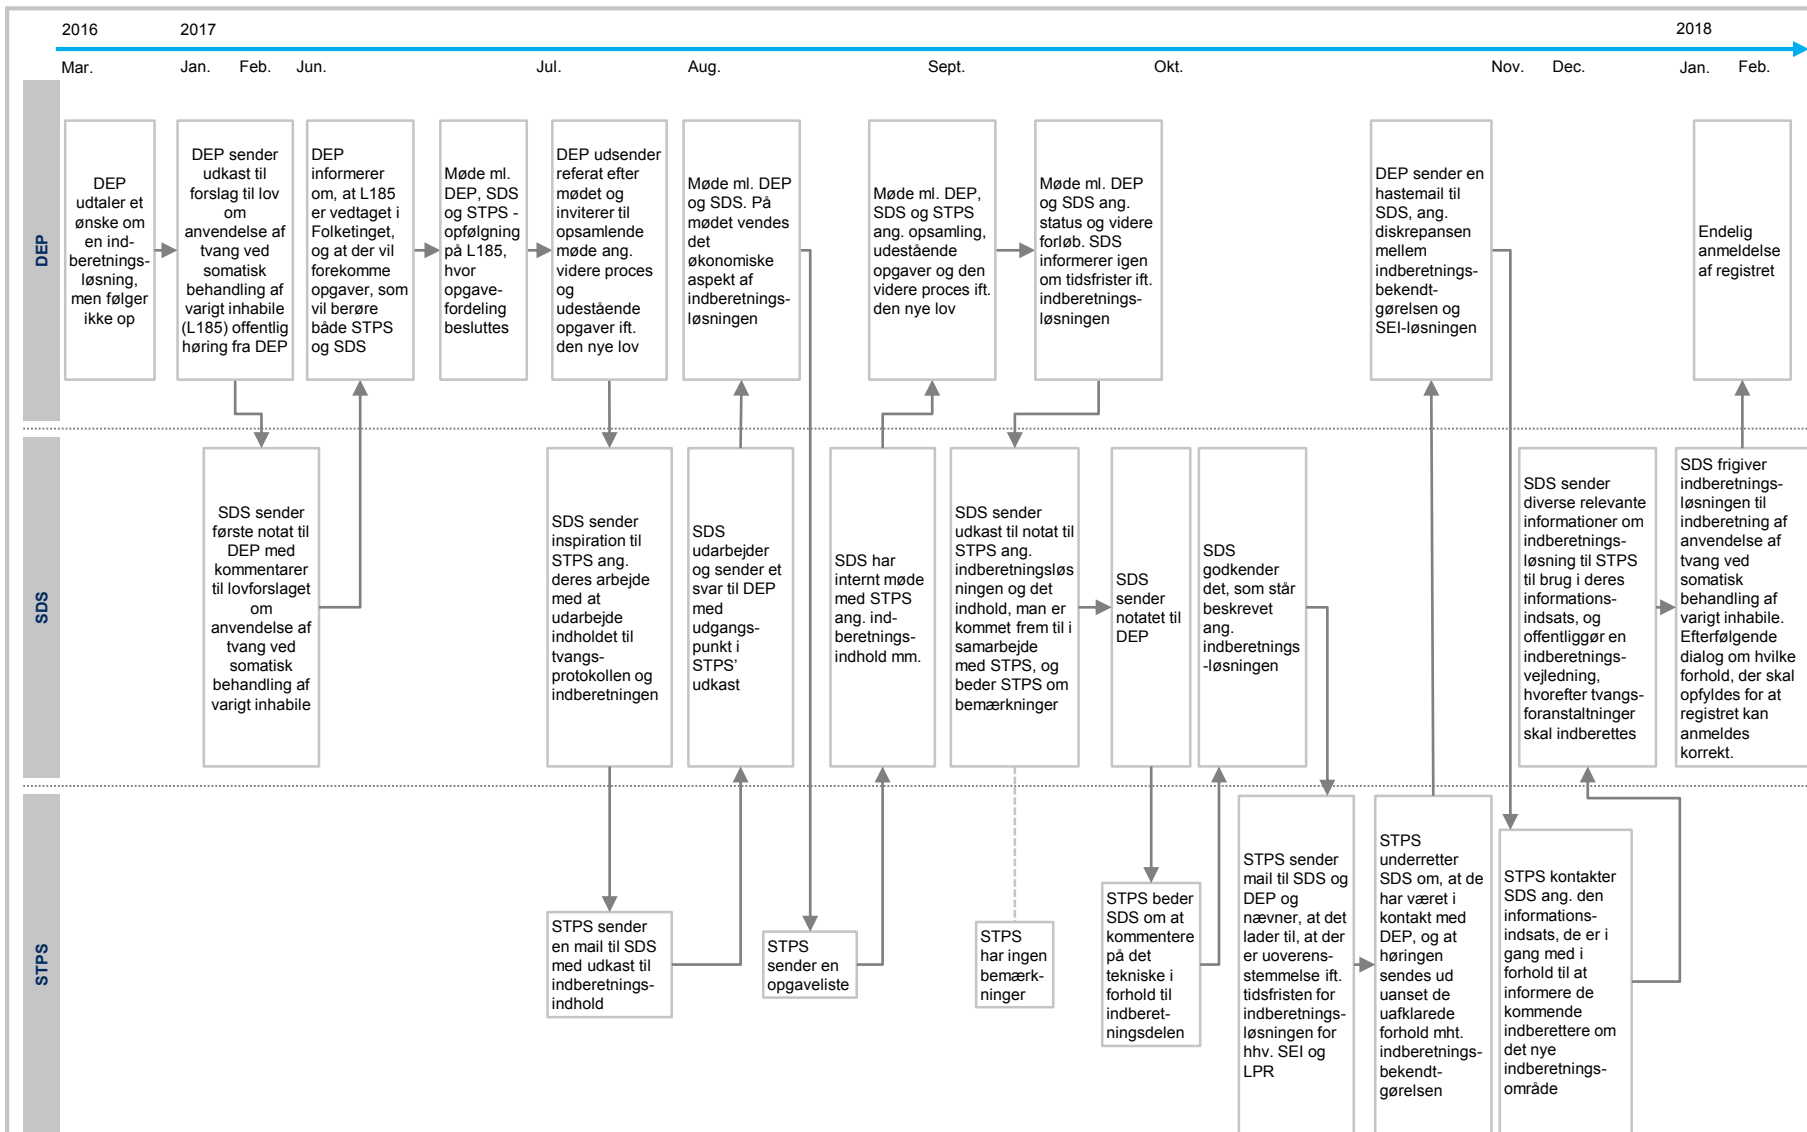 2016
2017
2018
Mar.
Jan.
Feb.
Jun.
Jul.
Aug.
Sept.
Okt.
Nov.
Dec.
Jan.
Feb.
DEP
DEP
udtaler et
ønske om
en ind-
beretnings-
løsning,
men følger
ikke op
DEP sender
udkast til
forslag til lov
om
anvendelse af
tvang ved
somatisk
behandling af
varigt inhabile
(L185) offentlig
høring fra DEP
DEP
informerer
om, at L185
er vedtaget i
Folketinget,
og at der vil
forekomme
opgaver, som
vil berøre
både STPS
og SDS
Møde ml.
DEP, SDS
og STPS -
opfølgning
på L185,
hvor
opgave-
fordeling
besluttes
DEP udsender
referat efter
mødet og
inviterer til
opsamlende
møde ang.
videre proces
og
udestående
opgaver ift.
den nye lov
Møde ml. DEP
og SDS. På
mødet vendes
det
økonomiske
aspekt af
indberetnings-
løsningen
Møde ml. DEP,
SDS og STPS
ang. opsamling,
udestående
opgaver og den
videre proces ift.
den nye lov
Møde ml. DEP
og SDS ang.
status og videre
forløb. SDS
informerer igen
om tidsfrister ift.
indberetnings-
løsningen
DEP sender en
hastemail til
SDS, ang.
diskrepansen
mellem
indberetnings-
bekendt-
gørelsen og
SEI-løsningen
Endelig
anmeldelse
af registret
SDS
SDS sender
første notat til
DEP med
kommentarer
til lovforslaget
om
anvendelse af
tvang ved
somatisk
behandling af
varigt inhabile
SDS sender
inspiration til
STPS ang.
deres arbejde
med at
udarbejde
indholdet til
tvangs-
protokollen og
indberetningen
SDS
udarbejder
og sender et
svar til DEP
med
udgangs-
punkt i
STPS’
udkast
SDS har
internt møde
med STPS
ang. ind-
beretnings-
indhold mm.
SDS sender
udkast til notat til
STPS ang.
indberetningsløs
ningen og det
indhold, man er
kommet frem til i
samarbejde
med STPS, og
beder STPS om
bemærkninger
SDS
sender
notatet til
DEP
SDS
godkender
det, som står
beskrevet
ang.
indberetnings
-løsningen
SDS sender
diverse relevante
informationer om
indberetnings-
løsning til STPS
til brug i deres
informations-
indsats, og
offentliggør en
indberetnings-
vejledning,
hvorefter tvangs-
foranstaltninger
skal indberettes
SDS frigiver
indberetnings-
løsningen til
indberetning af
anvendelse af
tvang ved
somatisk
behandling af
varigt inhabile.
Efterfølgende
dialog om hvilke
forhold, der skal
opfyldes for at
registret kan
anmeldes
korrekt.
STPS
STPS sender
en mail til SDS
med udkast til
indberetnings-
indhold
STPS
sender en
opgaveliste
STPS
har ingen
bemærk-
ninger
STPS beder
SDS om at
kommentere
på det
tekniske i
forhold til
indberet-
ningsdelen
STPS sender
mail til SDS og
DEP og
nævner, at det
lader til, at der
er uoverens-
stemmelse ift.
tidsfristen for
indberetnings-
løsningen for
hhv. SEI og
LPR
STPS
underretter
SDS om, at de
har været i
kontakt med
DEP, og at
høringen
sendes ud
uanset de
uafklarede
forhold mht.
indberetnings-
bekendt-
gørelsen
STPS kontakter
SDS ang. den
informations-
indsats, de er i
gang med i
forhold til at
informere de
kommende
indberettere om
det nye
indberetnings-
område